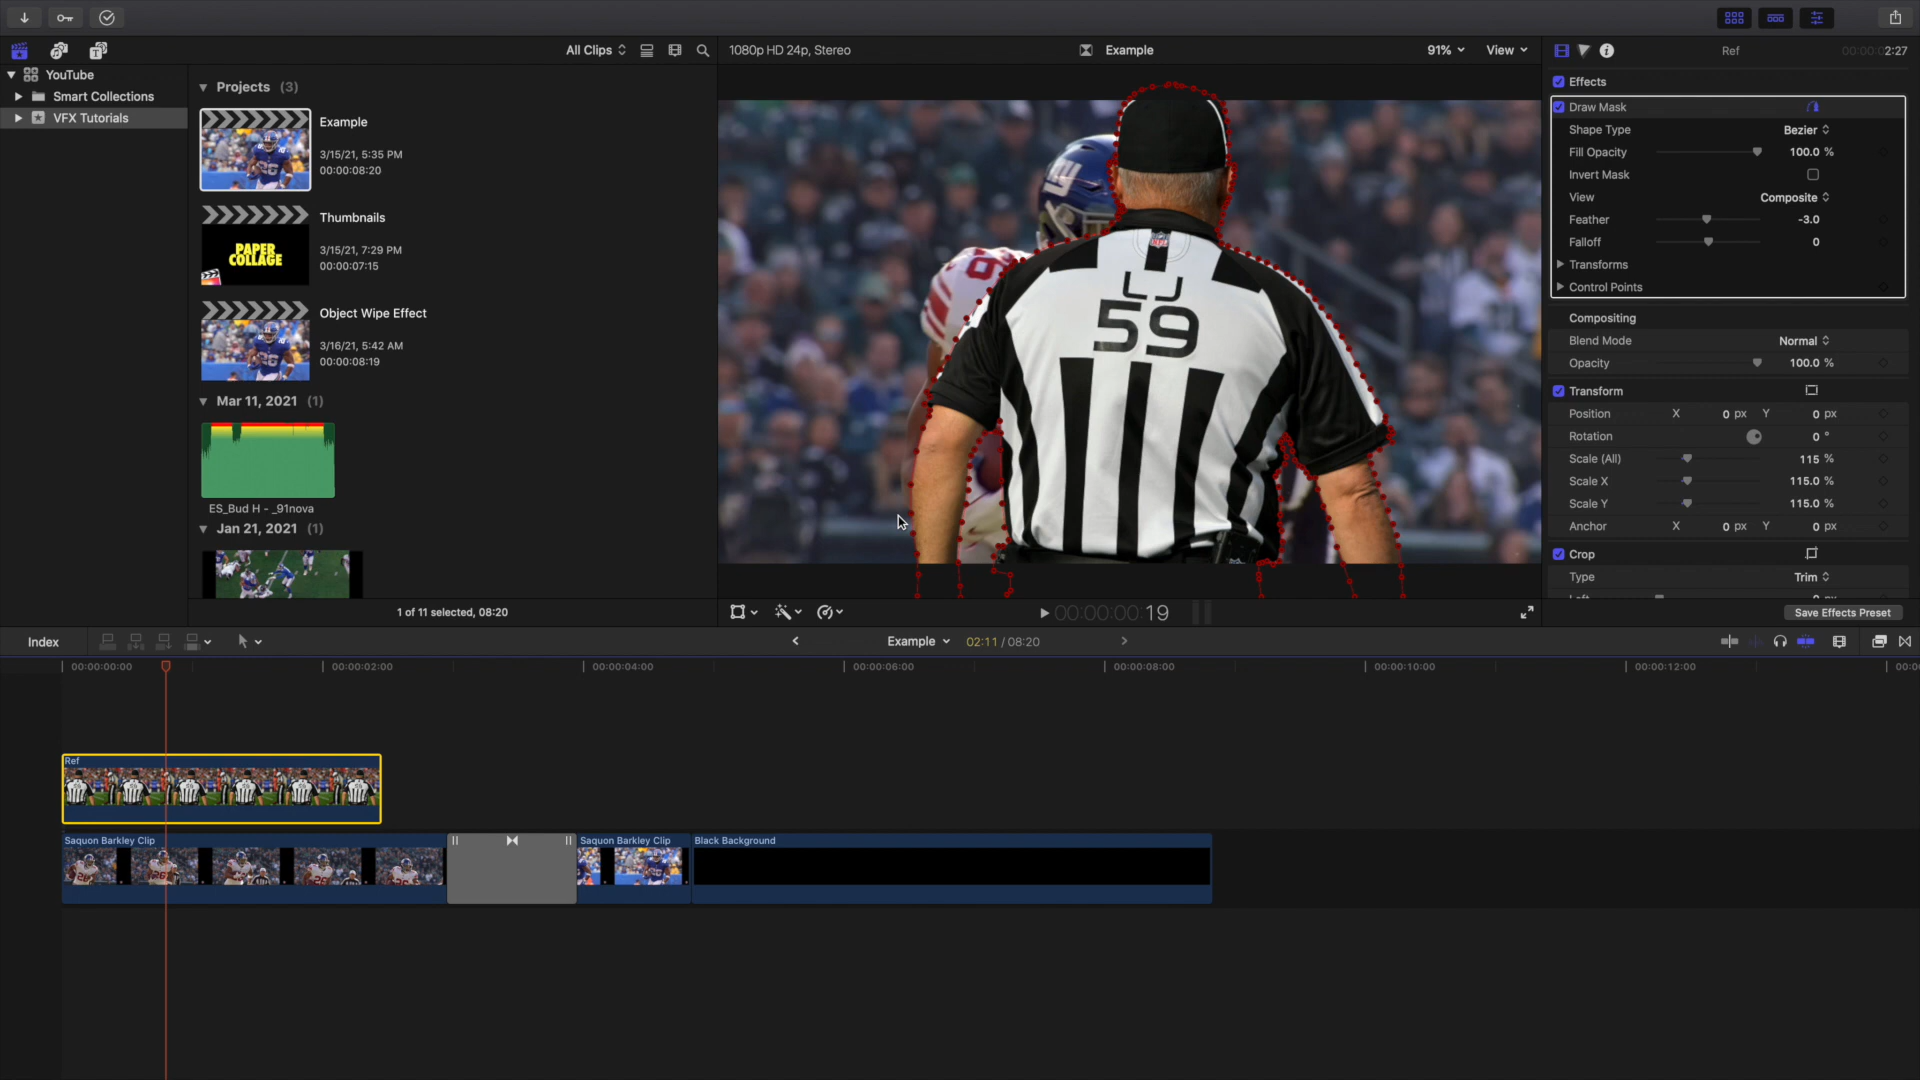 All Clips
1080p HD 24p, Stereo
Example
91%
View
Ref
2:27
YouTube
Smart Collections
VFX Tutorials
Projects (3)
Example
3/15/21, 5:35 PM
00:00:08:20
Thumbnails
3/15/21, 7:29 PM
00:00:07:15
PAPER
COLLAGE
Object Wipe Effect
3/16/21, 5:42 AM
00:00:08:19
Mar 11, 2021 (1)
ES_Bud H - _91nova
Jan 21, 2021 (1)
1 of 11 selected, 08:20
NY
NFL
LJ
59
Effects
Draw Mask
Shape Type Bezier
Fill Opacity 100.0 %
Invert Mask
View Composite
Feather -3.0
Falloff 0
Transforms
Control Points
Compositing
Blend Mode Normal
Opacity 100.0 %
Transform
Position X 0 px Y 0 px
Rotation 0 °
Scale (All) 115 %
Scale X 115.0 %
Scale Y 115.0 %
Anchor X 0 px Y 0 px
Crop
Type Trim
Save Effects Preset
00:00:00:19
Index
Example
02:11 / 08:20
00:00:00:00
00:00:02:00
00:00:04:00
00:00:06:00
00:00:08:00
00:00:10:00
00:00:12:00
Ref
Saquon Barkley Clip
Saquon Barkley Clip
Black Background